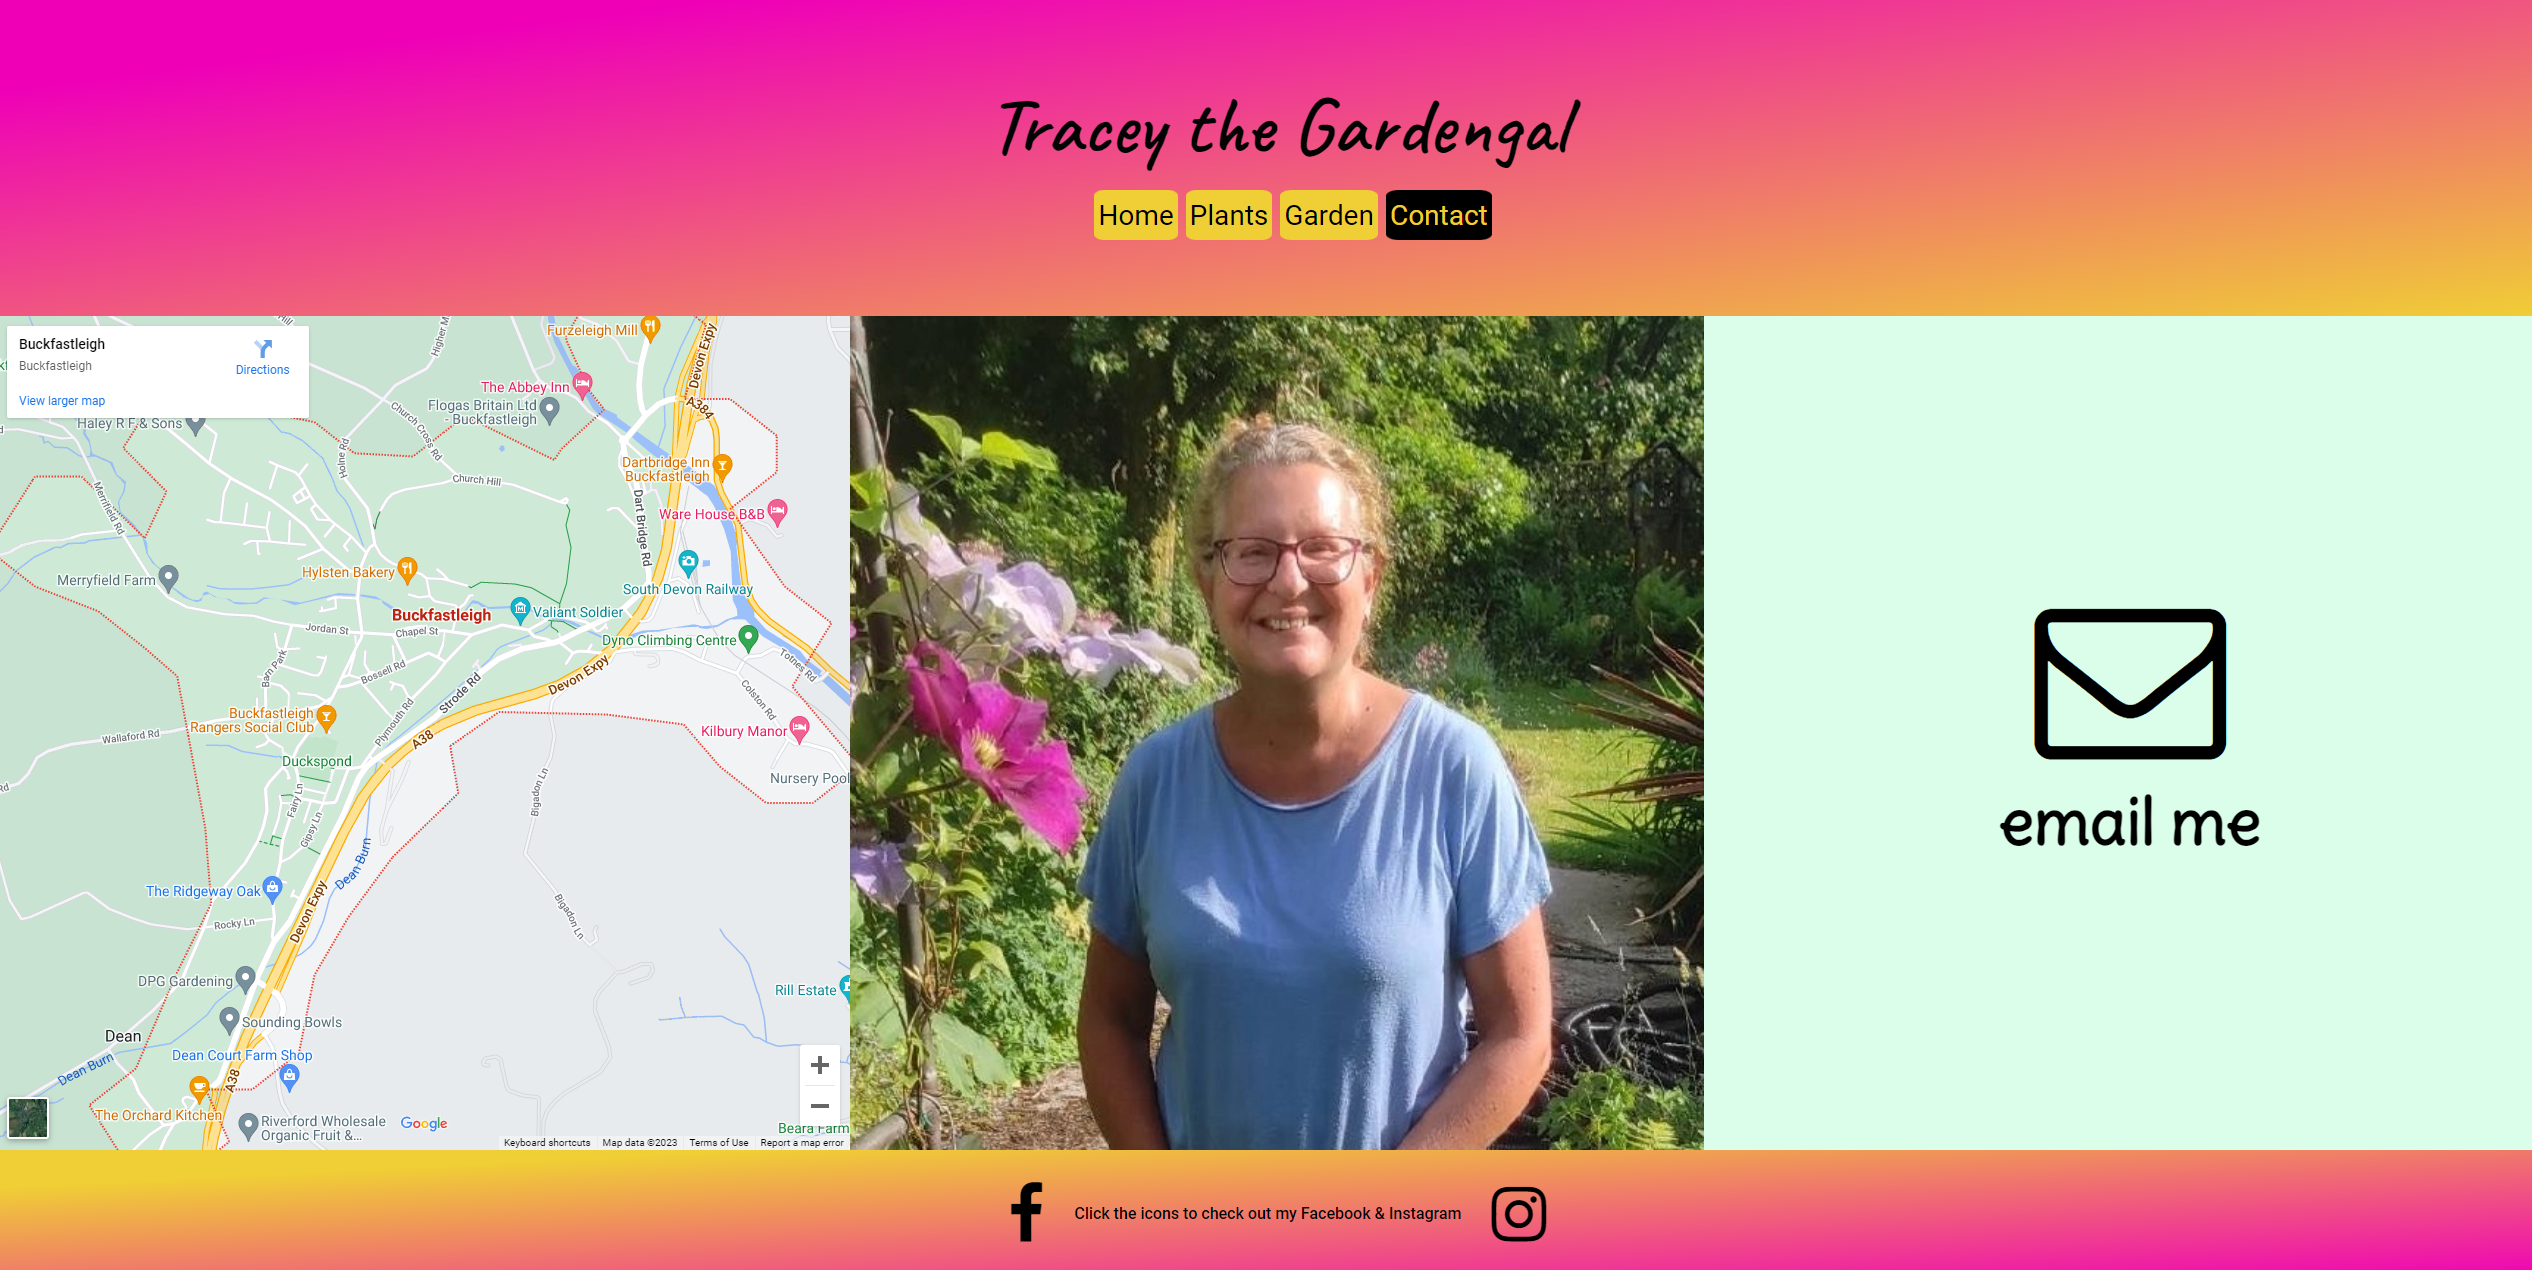 Tracey the Gardengal
Home Plants Garden Contact
Buckfastleigh
Buckfastleigh
Directions
View larger map
Hill
Higher M
Furzeleigh Mill
Devon Expy
The Abbey Inn
A384
Flogas Britain Ltd
- Buckfastleigh
Haley R F & Sons
Church Cross Rd
Holne Rd
Dartbridge Inn
Buckfastleigh
Church Hill
Merrifield Rd
Dart Bridge Rd
Ware House B&B
Hylsten Bakery
Merryfield Farm
South Devon Railway
Buckfastleigh
Valiant Soldier
Jordan St
Chapel St
Dyno Climbing Centre
Totnes Rd
Barn Park
Bossell Rd
Devon Expy
Strode Rd
Colston Rd
Buckfastleigh
Rangers Social Club
Plymouth Rd
Wallaford Rd
A38
Kilbury Manor
Duckspond
Nursery Pool
Rd
Fairy Ln
Gipsy Ln
Bigadon Ln
Dean Burn
The Ridgeway Oak
Devon Expy
Rocky Ln
Bigadon Ln
DPG Gardening
Rill Estate
Sounding Bowls
Dean
Dean Court Farm Shop
Dean Burn
A38
The Orchard Kitchen
Riverford Wholesale
Organic Fruit &...
Google
Beara Farm
Keyboard shortcuts Map data ©2023 Terms of Use Report a map error
email me
Click the icons to check out my Facebook & Instagram